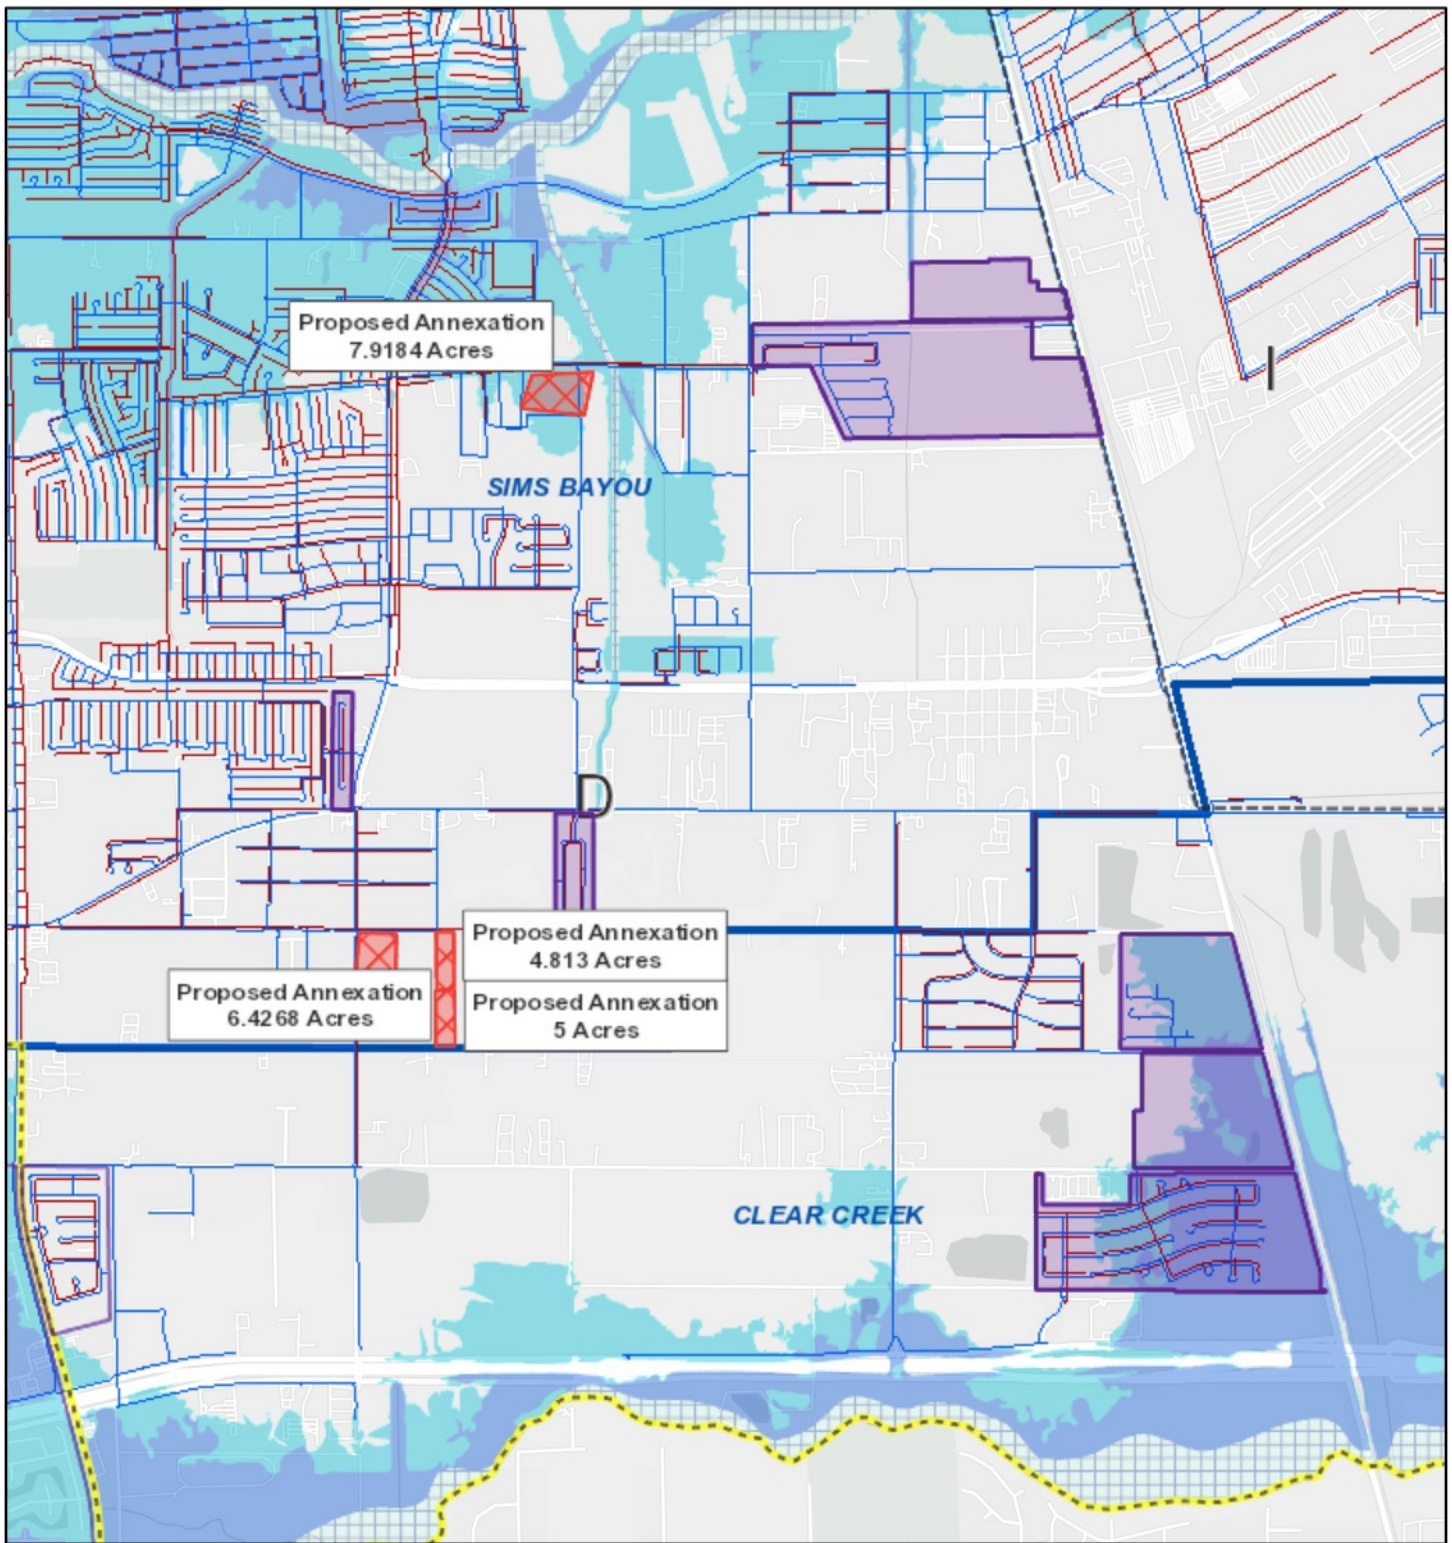 Proposed Annexation
7.9184 Acres
I
SIMS BAYOU
D
Proposed Annexation
4.813 Acres
Proposed Annexation
6.4268 Acres
Proposed Annexation
5 Acres
CLEAR CREEK